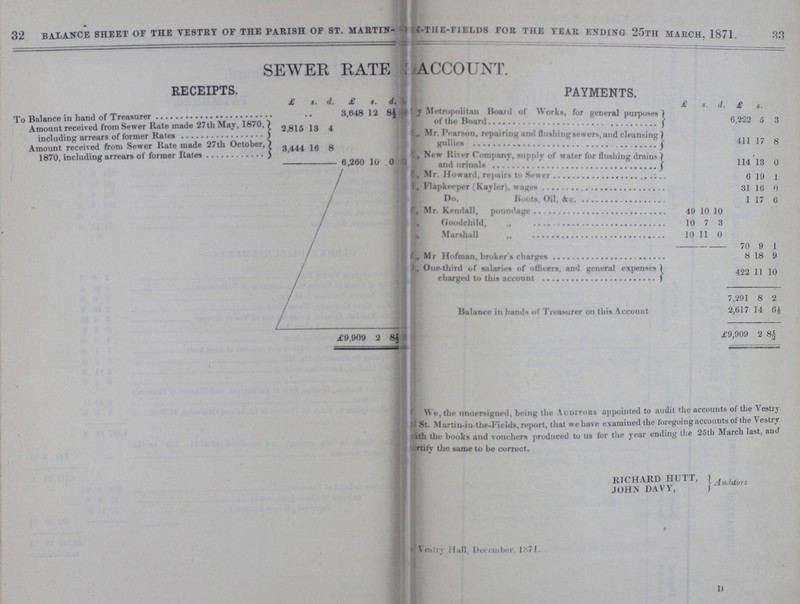 32 BALANCE SHEET OF THE VESTRY OF THE PARISH OF ST. MARTIN-
-THE-FIELDS FOR THE YEAR ENDING 25TH MARCH, 1871. 33
SEWER RATE ACCOUNT.
RECEIPTS.
£ s. d. £ s. d.
To Balance in hand of Treasurer .. 3,648 12 8½
Amount received from Sewer Rate made 27th May, 1870,
including arrears of former Rates 2,815 13 4
Amount received from Sewer Rate made 27th October,
1870, including arrears of former Rates 3,444 16 8
6,260 10 0
£9,909 2 8½
PAYMENTS.
£ s. d. £ s.
y Metropolitan Board of Works, for general purposes
of the Board 6,222 5 3
„ Mr. Pearson, repairing and flushing sewers, and cleansing
gullies 411 17 8
„ New River Company, supply of water for flushing drains
and urinals 114 13 0
„ Mr. Howard, repairs to Sewer 6 19 1
„ Flapkeeper (Kayler), wages 31 16 0
Do. Boots, Oil, &c. 1 17 6
„ Mr. Kendall, poundage 49 10 10
„ Goodchild, „ 10 7 3
„ Marshall „ 10 11 0
70 9 1
„ Mr Hofman, broker's charges 8 18 9
„ One-third of salaries of officers, and general expenses
charged to this account 422 11 10
7,291 8 2
Balance in hands of Treasurer on this Account 2,617 14 6½
£9,909 2 8½
We, the undersigned, being the AUDITORS appointed to audit the accounts of the Vestry
St. Martin-in-the-Fields, report, that we have examined the foregoing accounts of the Vestry
ith the books and vouchers produced to us for the year ending the 25th March last, and
rtify the same to be correct.
RICHARD HUTT,
JOHN DAVY, Auditors
Vestry Hall, December, 1871.
D